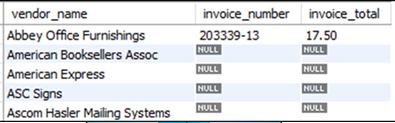 vendor_name invoice_number invoice_total
Abbey Office Furnishings 203339-13 17.50
American Booksellers Assoc NULL NULL
American Express NULL NULL
ASC Signs NULL NULL
Ascom Hasler Mailing Systems NULL NULL